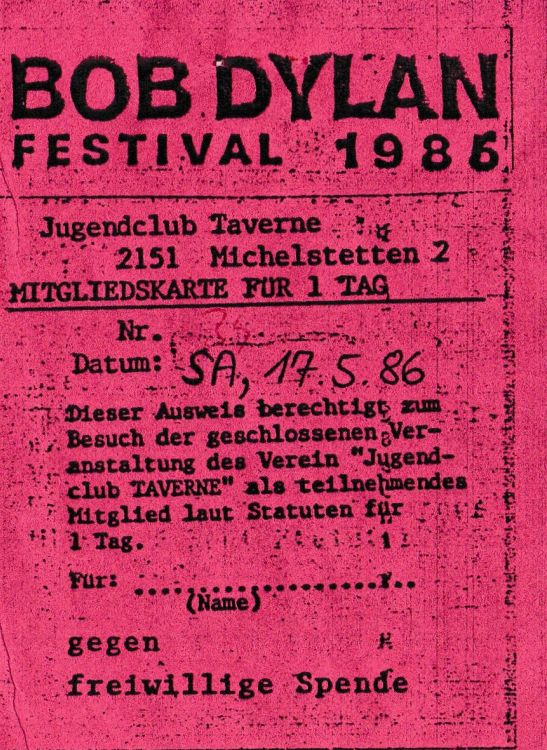 BOB DYLAN
FESTIVAL 1986
Jugendclub Taverne
2151 Michelstetten 2
MITGLIEDSKARTE FÜR 1 TAG
Nr.
Datum: SA, 17.5.86
Dieser Ausweis berechtigt zum
Besuch der geschlossenen Ver-
anstaltung des Verein "Jugend-
club TAVERNE" als teilnehmendes
Mitglied laut Statuten für
1 Tag.
Für: ......................
(Name)
gegen
freiwillige Spende